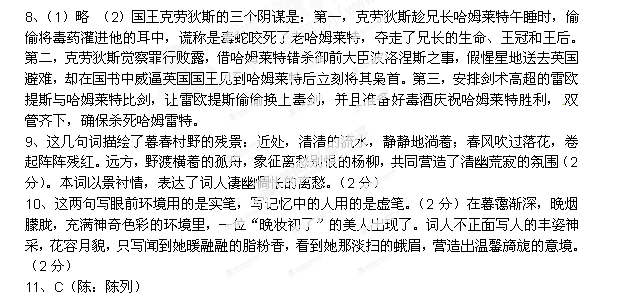 8、（1）略　（2）国王克劳狄斯的三个阴谋是：第一，克劳狄斯趁兄长哈姆莱特午睡时，偷
偷将毒药灌进他的耳中，谎称是毒蛇咬死了老哈姆莱特，夺走了兄长的生命、王冠和王后。
第二，克劳狄斯觉察罪行败露，借哈姆莱特错杀御前大臣波洛涅斯之事，假惺星地送去英国
避难，却在国书中威逼英国国王见到哈姆莱特后立刻将其枭首。第三，安排剑术高超的雷欧
提斯与哈姆莱特比剑，让雷欧提斯偷偷换上毒剑，并且准备好毒酒庆祝哈姆莱特胜利，双
管齐下，确保杀死哈姆雷特。
9、这几句词描绘了暮春村野的残景：近处，清清的流水，静静地淌着；春风吹过落花，卷
起阵阵残红。远方，野渡横着的孤舟，象征离愁别恨的杨柳，共同营造了清幽荒寂的氛围（2
分）。本词以景衬情，表达了词人凄幽惆怅的离愁。（2 分）
10、这两句写眼前环境用的是实笔，写记忆中的人用的是虚笔。（2 分）在暮霭渐深，晚烟
朦胧，充满神奇色彩的环境里，一位“晚妆初了”的美人出现了。词人不正面写人的丰姿神
采，花容月貌，只写闻到她暖融融的脂粉香，看到她那淡扫的蛾眉，营造出温馨旖旎的意境。
（2 分）
11、C（陈：陈列）